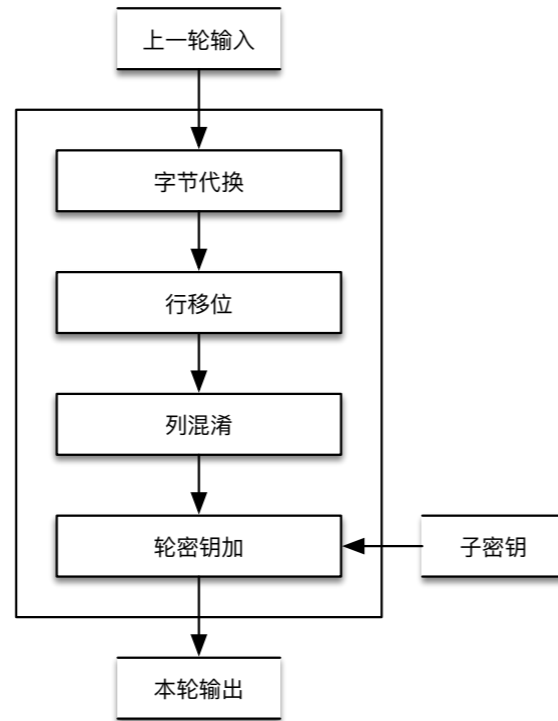 上一轮输入
字节代换
行移位
列混淆
轮密钥加
子密钥
本轮输出